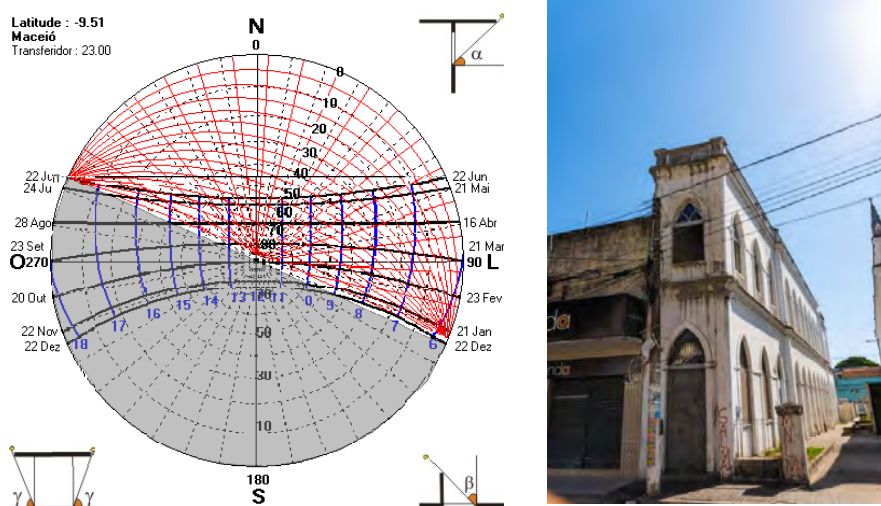 Latitude : -9.51
Maceió
Transferidor : 23.00
N
0
0
10
20
30
40
50
60
70
80
22 Jun
24 Ju
28 Ago
23 Set
O 270
20 Out
22 Nov
22 Dez
22 Jun
21 Mai
16 Abr
21 Mar
90 L
23 Fev
21 Jan
22 Dez
18
17
16
15
14
13
12
11
9
8
7
6
50
30
10
180
S
α
β
γ
γ
nda